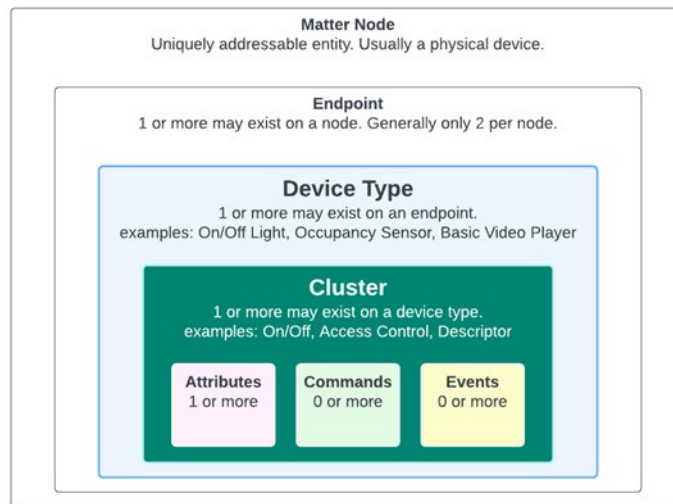 Matter Node
Uniquely addressable entity. Usually a physical device.
Endpoint
1 or more may exist on a node. Generally only 2 per node.
Device Type
1 or more may exist on an endpoint.
examples: On/Off Light, Occupancy Sensor, Basic Video Player
Cluster
1 or more may exist on a device type.
examples: On/Off, Access Control, Descriptor
Attributes
1 or more
Commands
0 or more
Events
0 or more